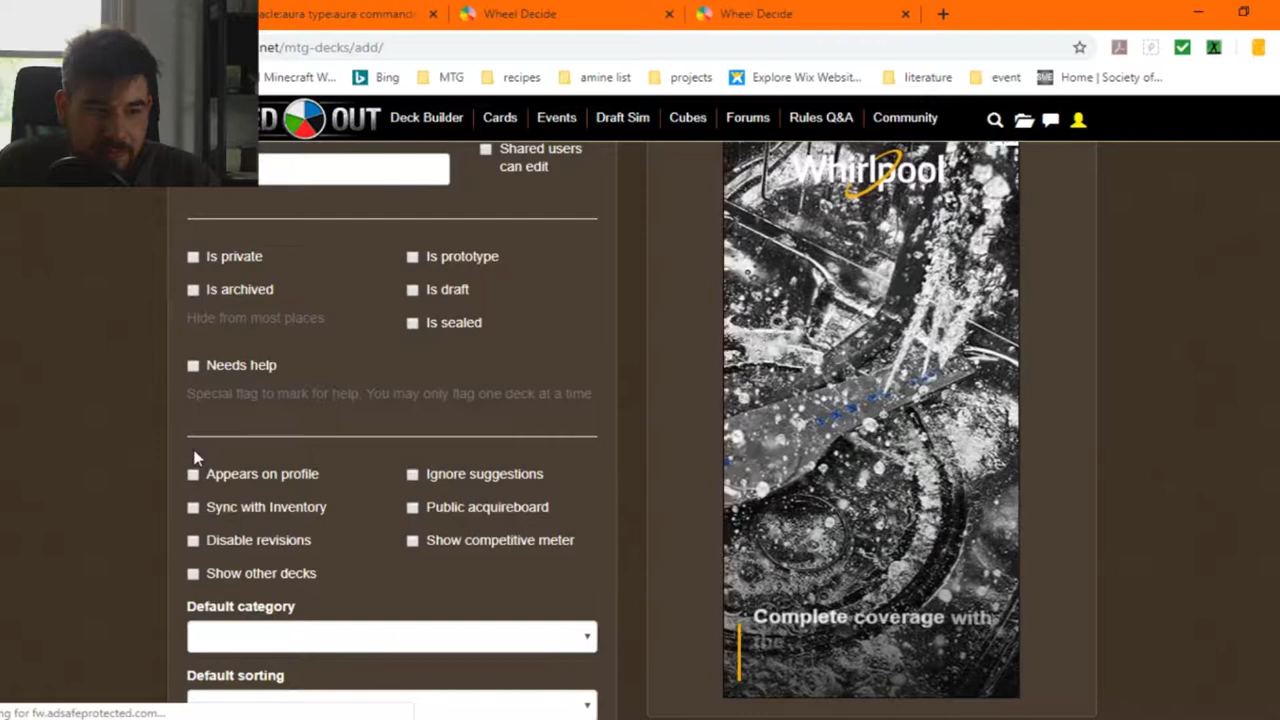 acle:aura type:aura command
Wheel Decide
Wheel Decide
.net/mtg-decks/add/
Minecraft W...
Bing
MTG
recipes
amine list
projects
Explore Wix Websit...
literature
event
Home | Society of...
ED OUT
Deck Builder
Cards
Events
Draft Sim
Cubes
Forums
Rules Q&A
Community
Shared users
can edit
Whirlpool
Is private
Is prototype
Is archived
Is draft
Hide from most places
Is sealed
Needs help
Special flag to mark for help. You may only flag one deck at a time
Appears on profile
Ignore suggestions
Sync with Inventory
Public acquireboard
Disable revisions
Show competitive meter
Show other decks
Default category
Complete coverage with
the
Default sorting
ng for fw.adsafeprotected.com...